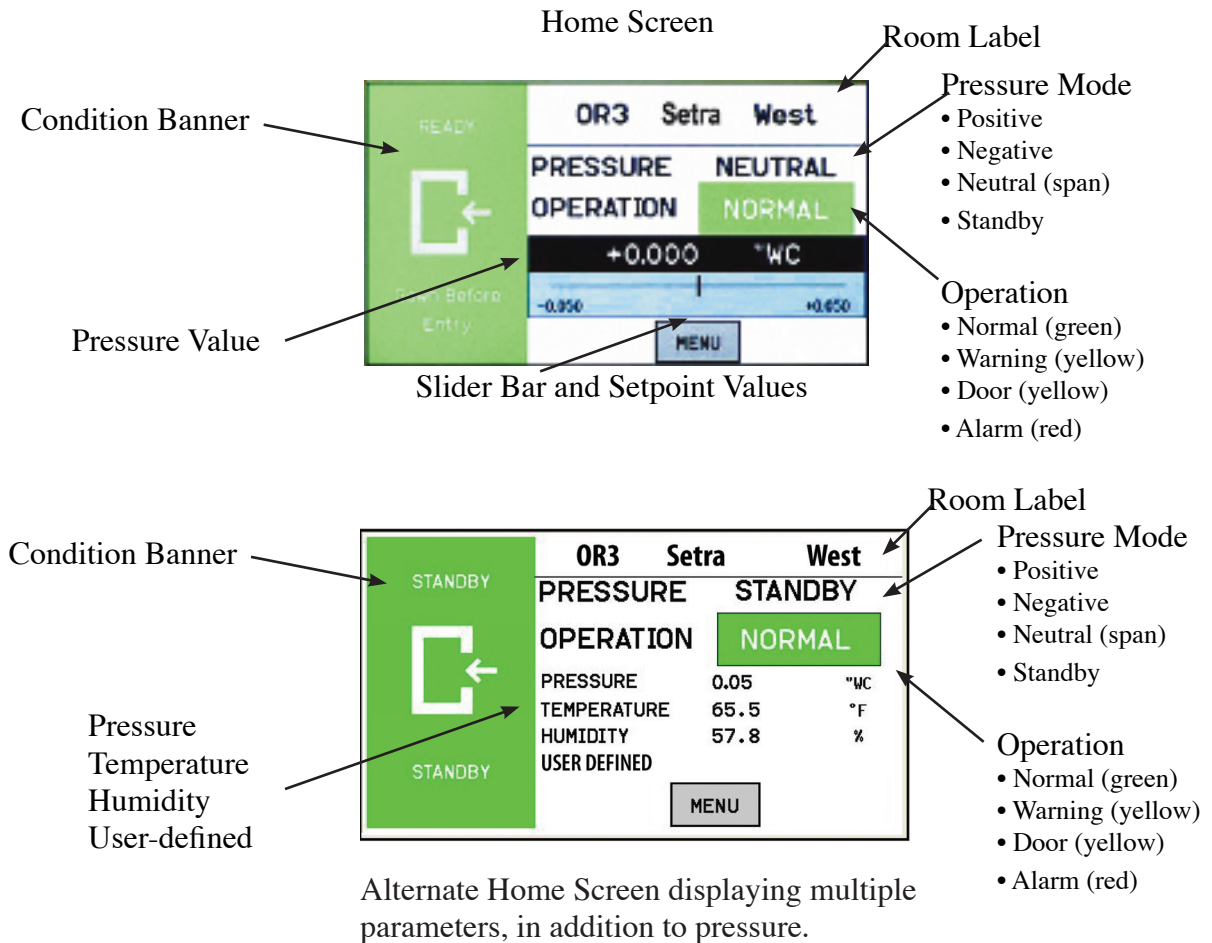 Home Screen
Room Label
Pressure Mode
• Positive
• Negative
• Neutral (span)
• Standby
Condition Banner
READY
OR3 Setra West
PRESSURE NEUTRAL
OPERATION NORMAL
+0.000 "WC
-0.050 +0.050
Before
Entry
MENU
Operation
• Normal (green)
• Warning (yellow)
• Door (yellow)
• Alarm (red)
Pressure Value
Slider Bar and Setpoint Values
Room Label
Pressure Mode
• Positive
• Negative
• Neutral (span)
• Standby
Condition Banner
STANDBY
OR3 Setra West
PRESSURE STANDBY
OPERATION NORMAL
PRESSURE 0.05 "WC
TEMPERATURE 65.5 °F
HUMIDITY 57.8 %
USER DEFINED
STANDBY
MENU
Pressure
Temperature
Humidity
User-defined
Operation
• Normal (green)
• Warning (yellow)
• Door (yellow)
• Alarm (red)
Alternate Home Screen displaying multiple
parameters, in addition to pressure.